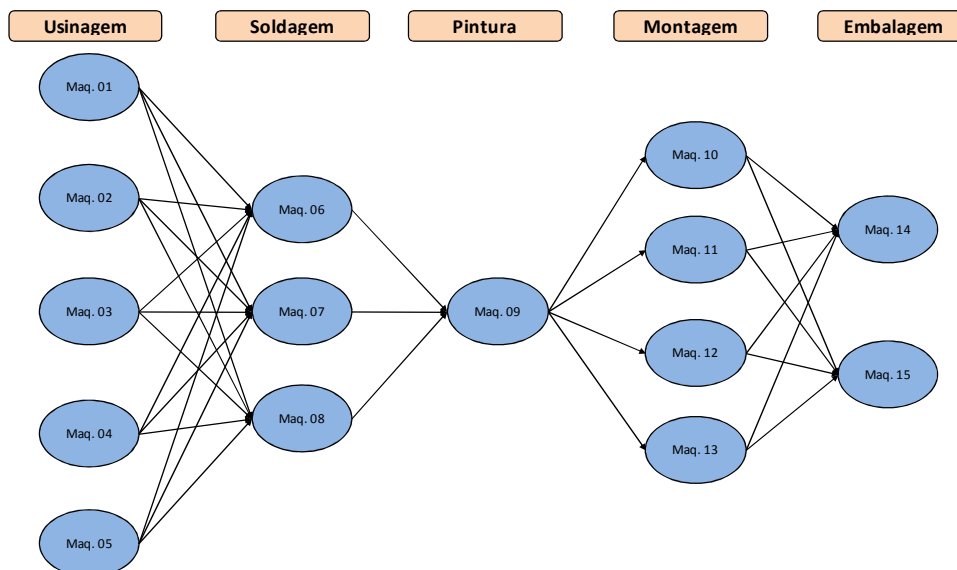 Usinagem
Soldagem
Pintura
Montagem
Embalagem
Maq. 01
Maq. 02
Maq. 03
Maq. 04
Maq. 05
Maq. 06
Maq. 07
Maq. 08
Maq. 09
Maq. 10
Maq. 11
Maq. 12
Maq. 13
Maq. 14
Maq. 15